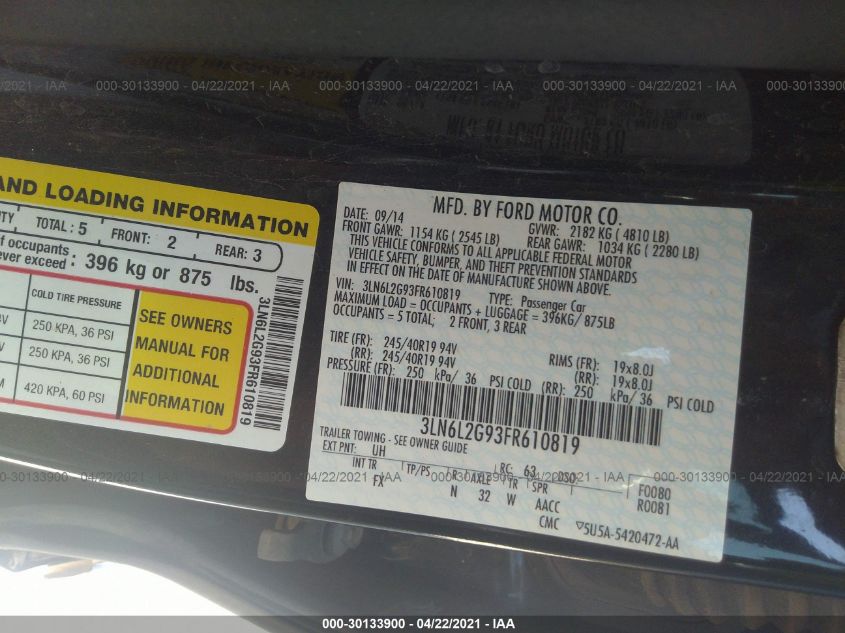 000-30133900 - 04/22/2021 - IAA
AND LOADING INFORMATION
TOTAL: 5 FRONT: 2 REAR: 3
of occupants
ever exceed: 396 kg or 875 lbs.
COLD TIRE PRESSURE
250 KPA, 36 PSI
250 KPA, 36 PSI
420 KPA, 60 PSI
SEE OWNERS
MANUAL FOR
ADDITIONAL
INFORMATION
3LN6L2G93FR610819
MFD. BY FORD MOTOR CO.
DATE: 09/14 GVWR: 2182 KG ( 4810 LB)
FRONT GAWR: 1154 KG ( 2545 LB) REAR GAWR: 1034 KG ( 2280 LB)
THIS VEHICLE CONFORMS TO ALL APPLICABLE FEDERAL MOTOR
VEHICLE SAFETY, BUMPER, AND THEFT PREVENTION STANDARDS
IN EFFECT ON THE DATE OF MANUFACTURE SHOWN ABOVE.
VIN: 3LN6L2G93FR610819 TYPE: Passenger Car
MAXIMUM LOAD = OCCUPANTS + LUGGAGE = 396KG/ 875LB
OCCUPANTS = 5 TOTAL; 2 FRONT, 3 REAR
TIRE (FR): 245/40R19 94V RIMS (FR): 19x8.0J
(RR): 245/40R19 94V (RR): 19x8.0J
PRESSURE (FR): 250 kPa/ 36 PSI COLD (RR): 250 kPa/36 PSI COLD
3LN6L2G93FR610819
TRAILER TOWING - SEE OWNER GUIDE
EXT PNT: UH RC: 63 DSO:
INT TR TP/PS R AXLE TR SPR F0080
FX N 32 W AACC R0081
CMC 5U5A-5420472-AA
000-30133900 - 04/22/2021 - IAA